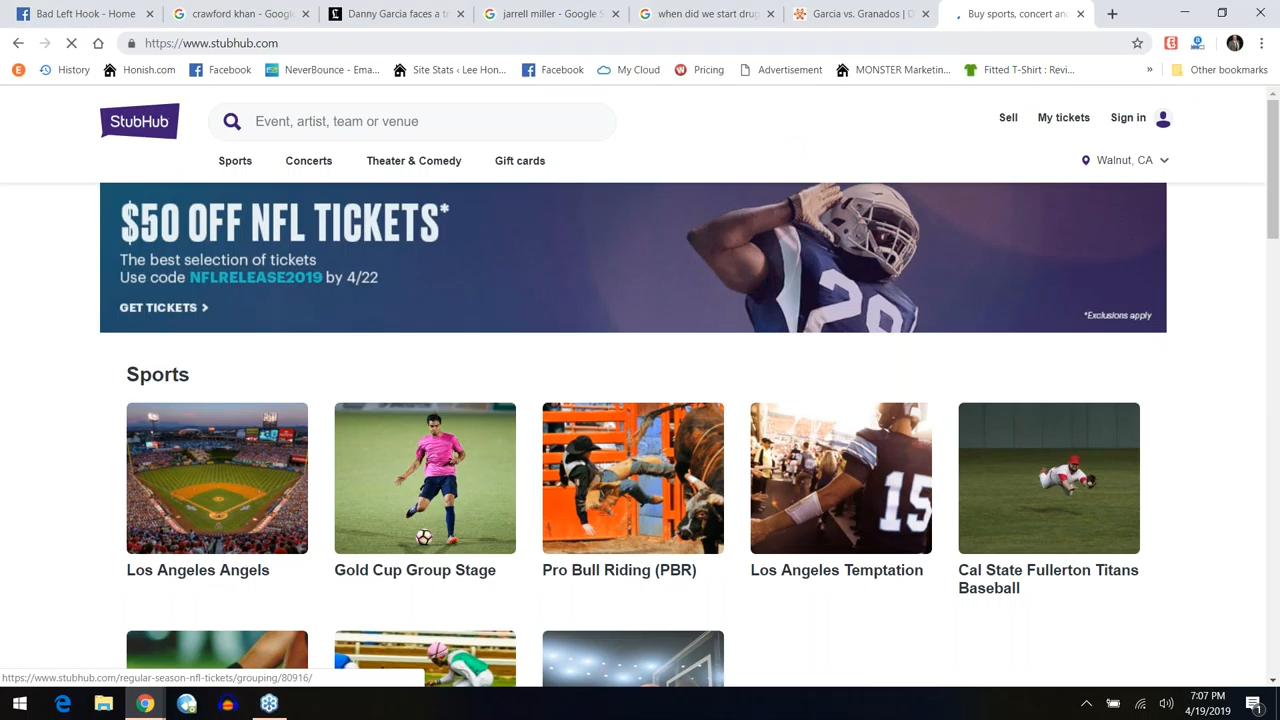 Bad Left Hook - Home
crawford khan - Googl
Danny Garcia faces a t
jarrell miller - Google S
when did we start drup
Garcia vs. Granados | D
Buy sports, concert and
https://www.stubhub.com
History
Honish.com
Facebook
NeverBounce - Ema...
Site Stats ‹ Lee Hon...
Facebook
My Cloud
Pricing
Advertisement
MONSTER Marketin...
Fitted T-Shirt : Revi...
»
Other bookmarks
StubHub
Event, artist, team or venue
Sell
My tickets
Sign in
Sports
Concerts
Theater & Comedy
Gift cards
Walnut, CA
$50 OFF NFL TICKETS*
The best selection of tickets
Use code NFLRELEASE2019 by 4/22
GET TICKETS >
*Exclusions apply
28
Sports
15
Los Angeles Angels
Gold Cup Group Stage
Pro Bull Riding (PBR)
Los Angeles Temptation
Cal State Fullerton Titans
Baseball
https://www.stubhub.com/regular-season-nfl-tickets/grouping/80916/
7:07 PM
4/19/2019
1